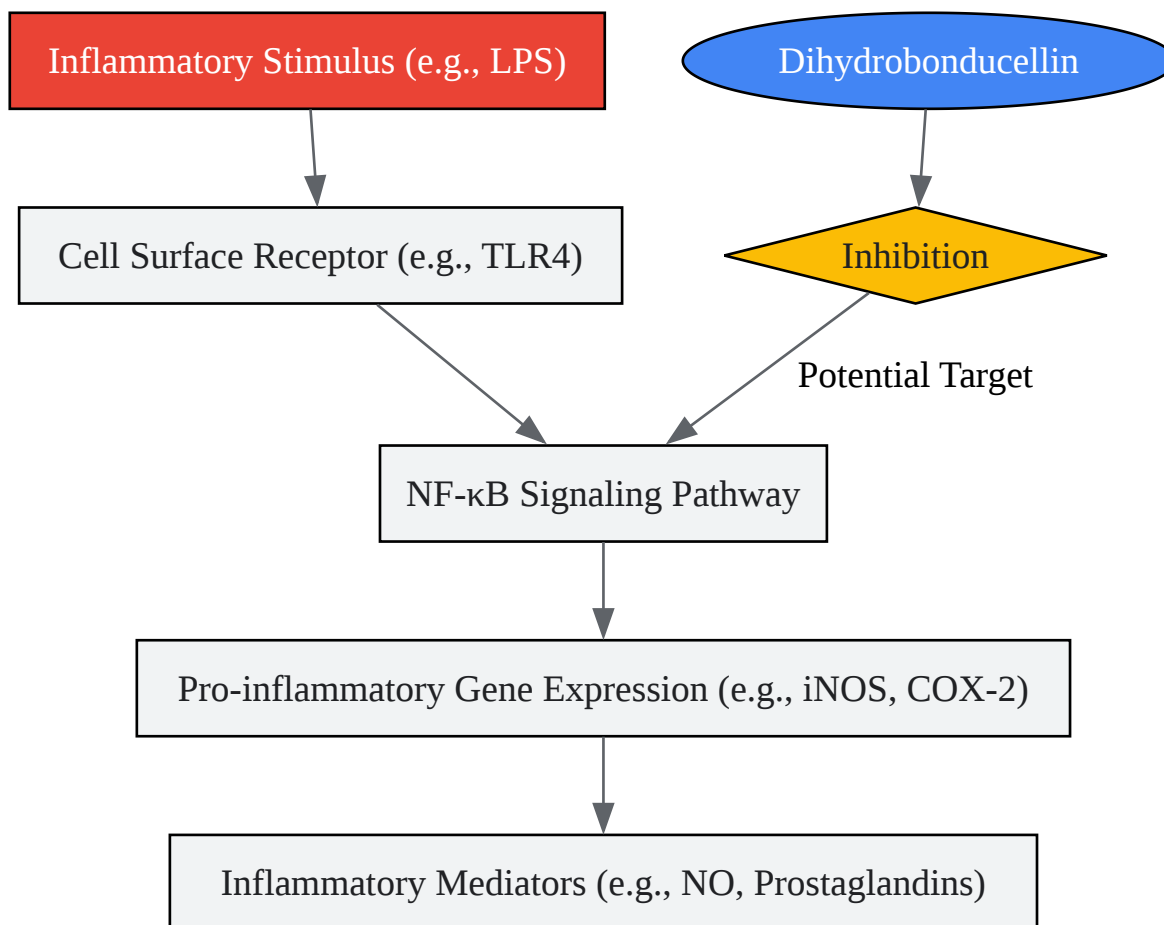 Inflammatory Stimulus (e.g., LPS)
Dihydrobonducellin
Cell Surface Receptor (e.g., TLR4)
Inhibition
Potential Target
NF-κB Signaling Pathway
Pro-inflammatory Gene Expression (e.g., iNOS, COX-2)
Inflammatory Mediators (e.g., NO, Prostaglandins)